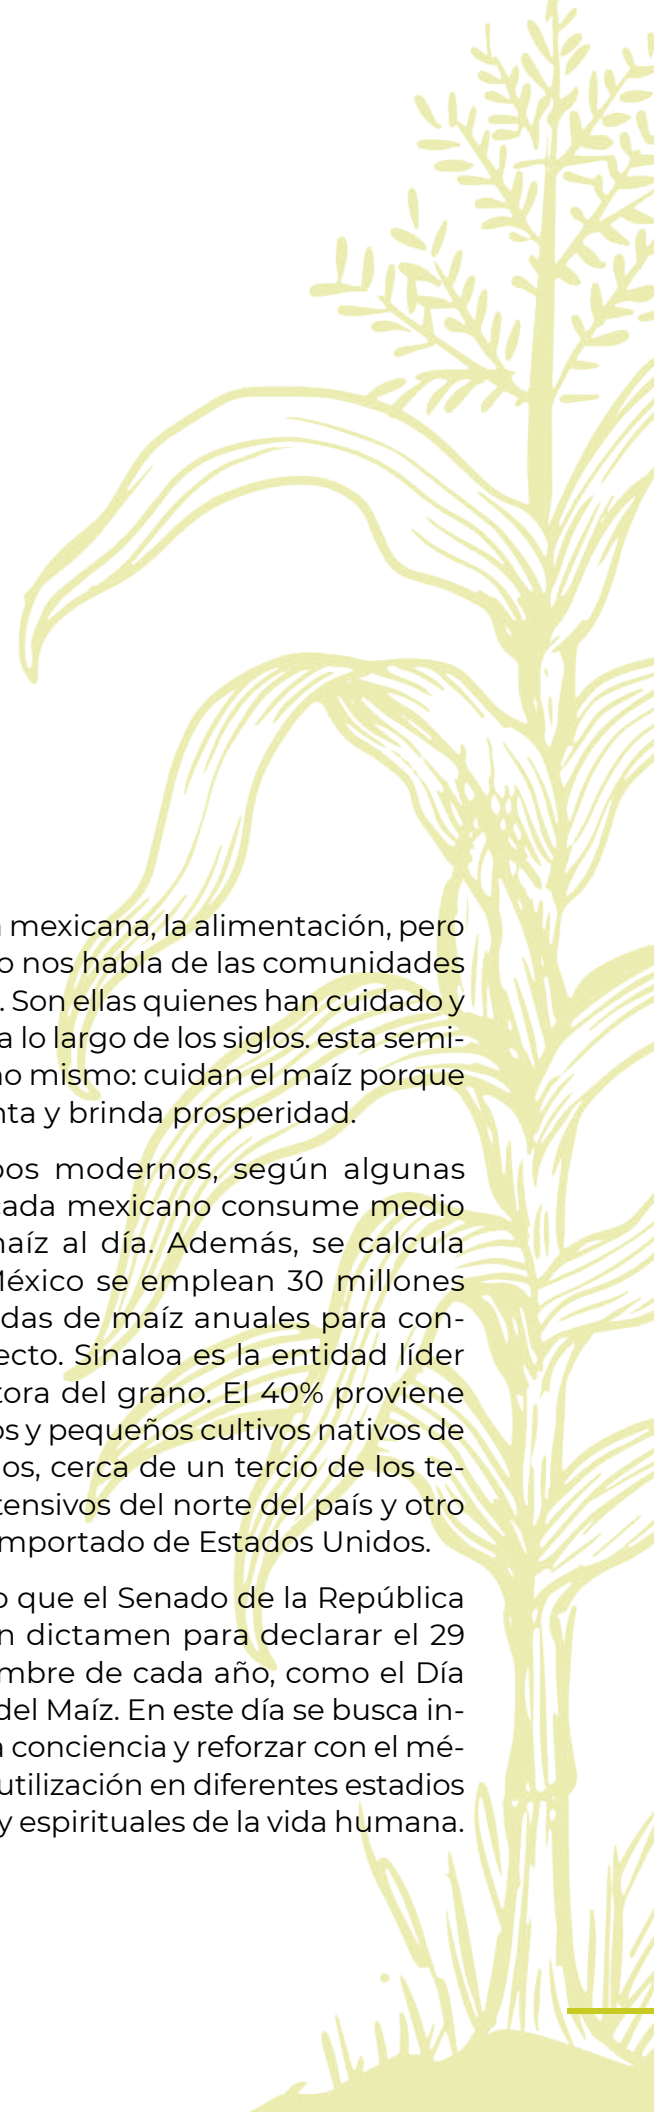 mexicana, la alimentación, pero
o nos habla de las comunidades
. Son ellas quienes han cuidado y
a lo largo de los siglos. esta semi-
no mismo: cuidan el maíz porque
nta y brinda prosperidad.
pos modernos, según algunas
cada mexicano consume medio
naíz al día. Además, se calcula
México se emplean 30 millones
das de maíz anuales para con-
ecto. Sinaloa es la entidad líder
tora del grano. El 40% proviene
os y pequeños cultivos nativos de
os, cerca de un tercio de los te-
tensivos del norte del país y otro
importado de Estados Unidos.
o que el Senado de la República
n dictamen para declarar el 29
mbre de cada año, como el Día
del Maíz. En este día se busca in-
a conciencia y reforzar con el mé-
utilización en diferentes estadios
y espirituales de la vida humana.